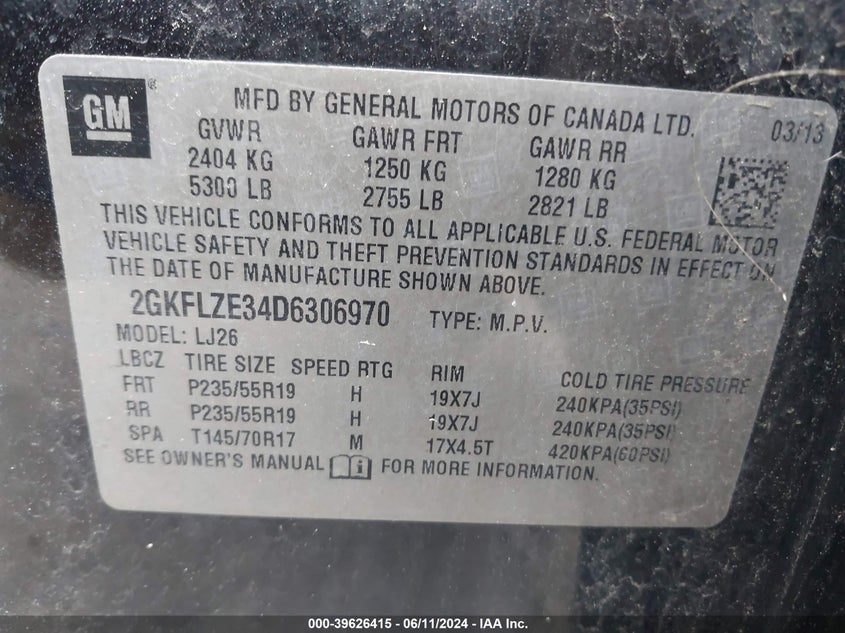 GM ®
MFD BY GENERAL MOTORS OF CANADA LTD.
03/13
GVWR GAWR FRT GAWR RR
2404 KG 1250 KG 1280 KG
5300 LB 2755 LB 2821 LB
THIS VEHICLE CONFORMS TO ALL APPLICABLE U.S. FEDERAL MOTOR
VEHICLE SAFETY AND THEFT PREVENTION STANDARDS IN EFFECT ON
THE DATE OF MANUFACTURE SHOWN ABOVE.
2GKFLZE34D6306970 TYPE: M.P.V.
MODEL: LJ26
LBCZ TIRE SIZE SPEED RTG RIM COLD TIRE PRESSURE
FRT P235/55R19 H 19X7J 240KPA(35PSI)
RR P235/55R19 H 19X7J 240KPA(35PSI)
SPA T145/70R17 M 17X4.5T 420KPA(60PSI)
SEE OWNER'S MANUAL FOR MORE INFORMATION.
000-39626415 - 06/11/2024 - IAA Inc.